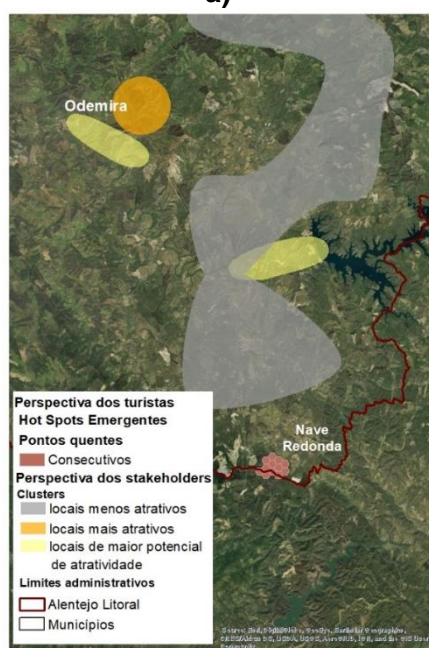 a)
Odemira
Nave
Redonda
Perspectiva dos turistas
Hot Spots Emergentes
Pontos quentes
Consecutivos
Perspectiva dos stakeholders
Clusters
locais menos atrativos
locais mais atrativos
locais de maior potencial
de atratividade
Limites administrativos
Alentejo Litoral
Municípios